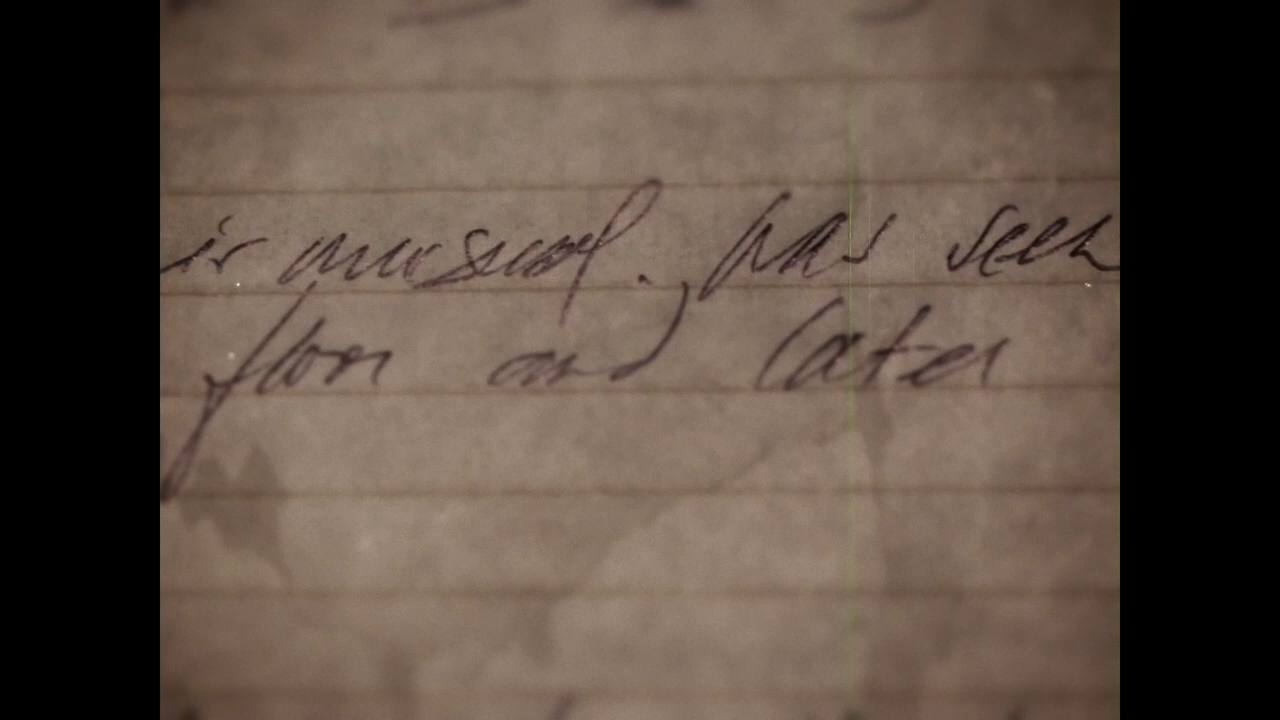 is unusual. Was seen
floor and later